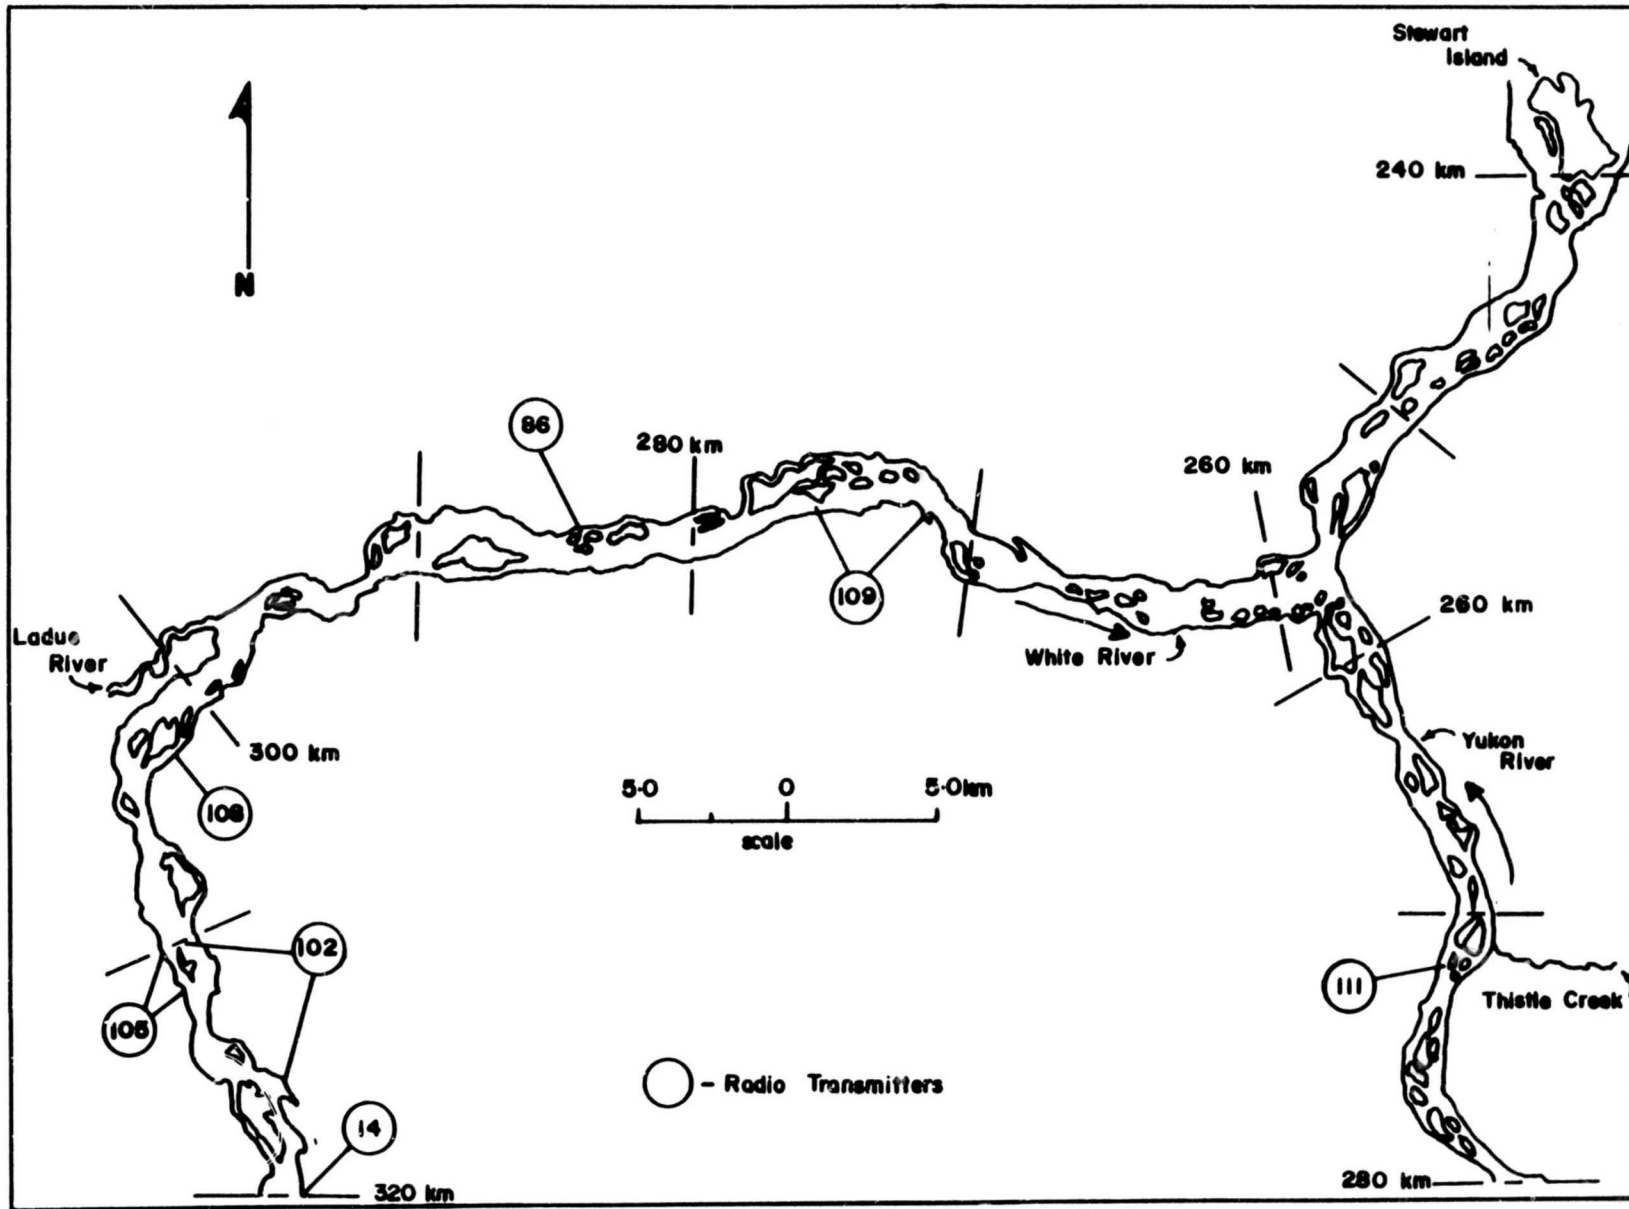 Stewart
Island
240 km
N
86
280 km
260 km
109
260 km
Ladue
River
White River
Yukon
River
300 km
5.0 0 5.0km
scale
108
102
111
Thistle Creek
105
- Radio Transmitters
14
320 km
280 km